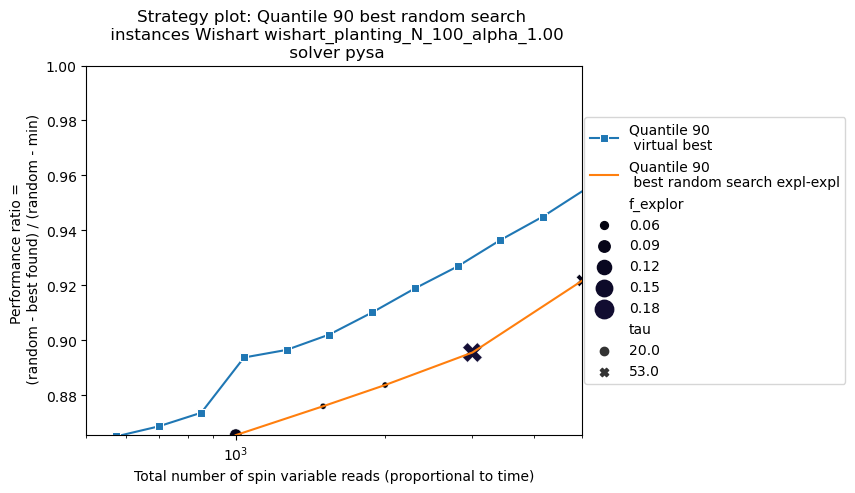 Strategy plot: Quantile 90 best random search
instances Wishart wishart_planting_N_100_alpha_1.00
solver pysa
1.00
0.98
0.96
0.94
0.92
0.90
0.88
Performance ratio =
(random - best found) / (random - min)
10³
Total number of spin variable reads (proportional to time)
Quantile 90
virtual best
Quantile 90
best random search expl-expl
f_explor
0.06
0.09
0.12
0.15
0.18
tau
20.0
53.0